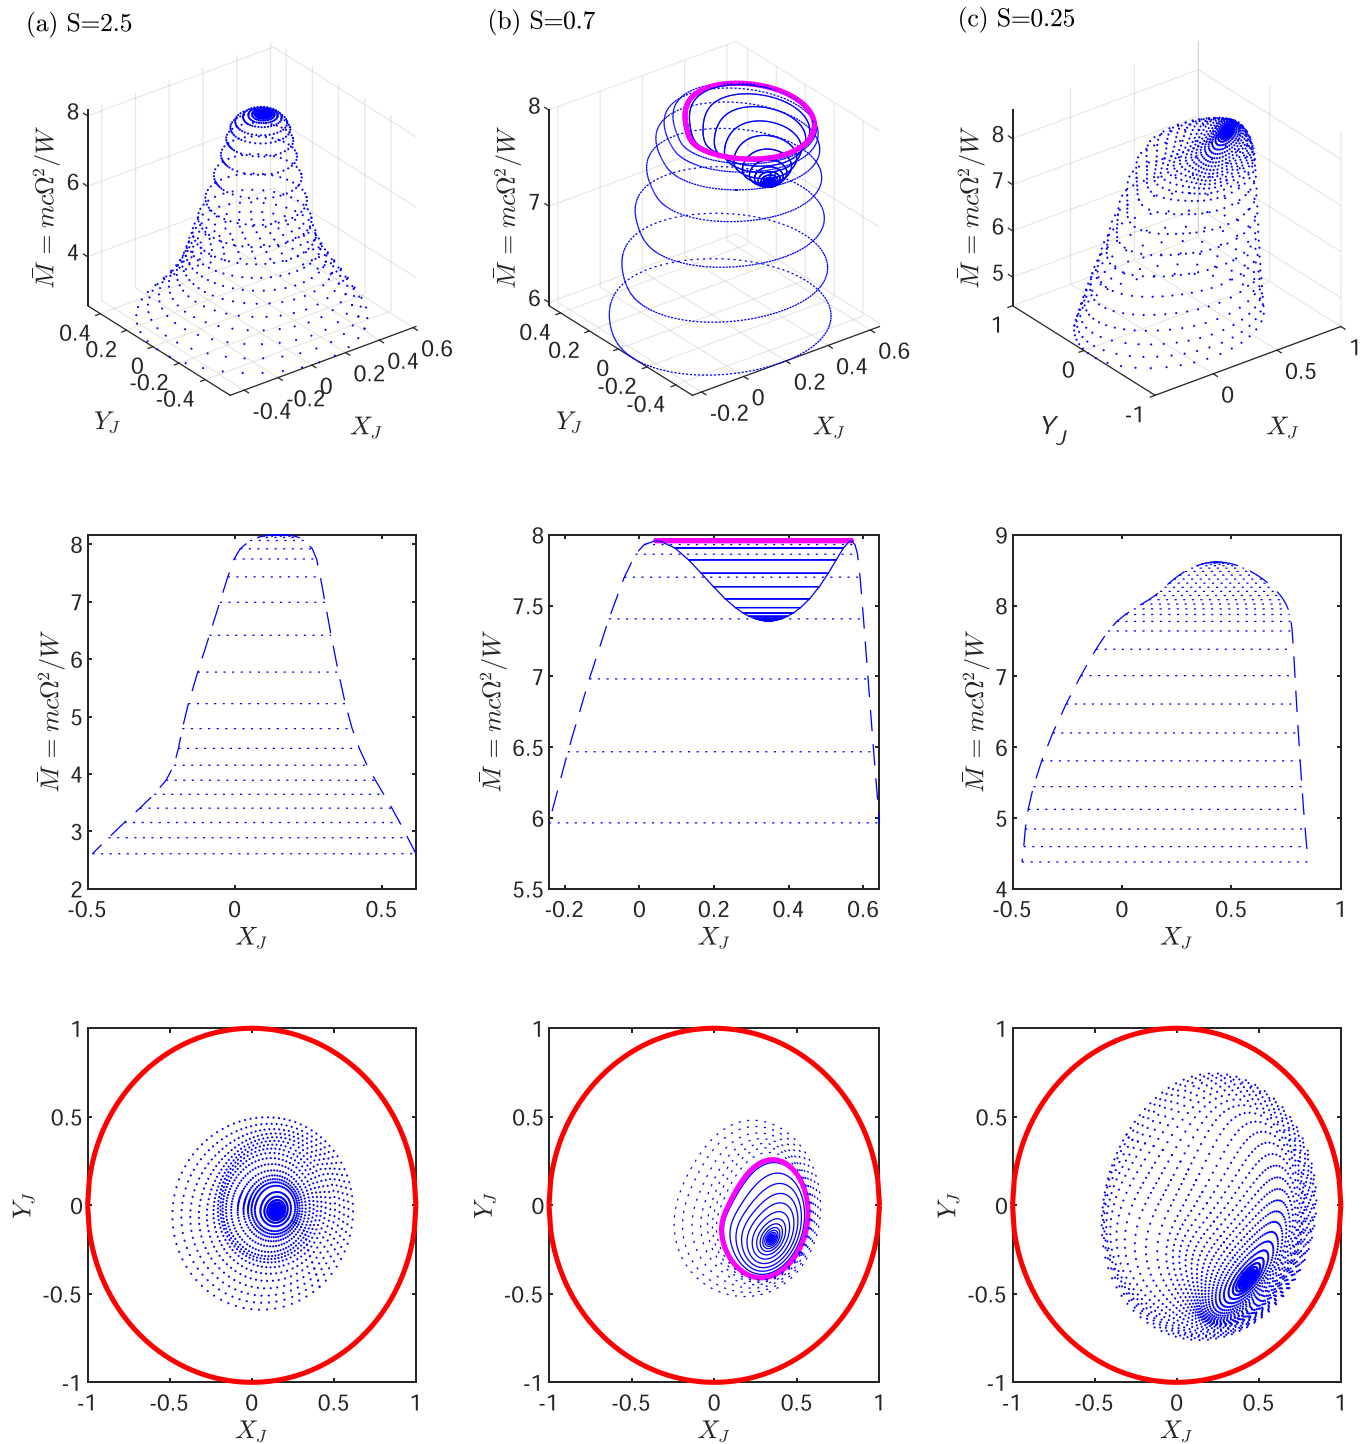 (a) S=2.5
(b) S=0.7
(c) S=0.25
8
6
4
M̄ = mcΩ²/W
0.4
0.2
0
-0.2
-0.4
Y_J
-0.4
-0.2
0
0.2
0.4
0.6
X_J
8
7
6
M̄ = mcΩ²/W
0.4
0.2
0
-0.2
-0.4
Y_J
-0.2
0
0.2
0.4
0.6
X_J
8
7
6
5
M̄ = mcΩ²/W
1
0
-1
Y_J
0
0.5
1
X_J
8
7
6
5
4
3
2
M̄ = mcΩ²/W
-0.5 0 0.5
X_J
8
7.5
7
6.5
6
5.5
M̄ = mcΩ²/W
-0.2 0 0.2 0.4 0.6
X_J
9
8
7
6
5
4
M̄ = mcΩ²/W
-0.5 0 0.5 1
X_J
1
0.5
0
-0.5
-1
Y_J
-1 -0.5 0 0.5 1
X_J
1
0.5
0
-0.5
-1
Y_J
-1 -0.5 0 0.5 1
X_J
1
0.5
0
-0.5
-1
Y_J
-1 -0.5 0 0.5 1
X_J